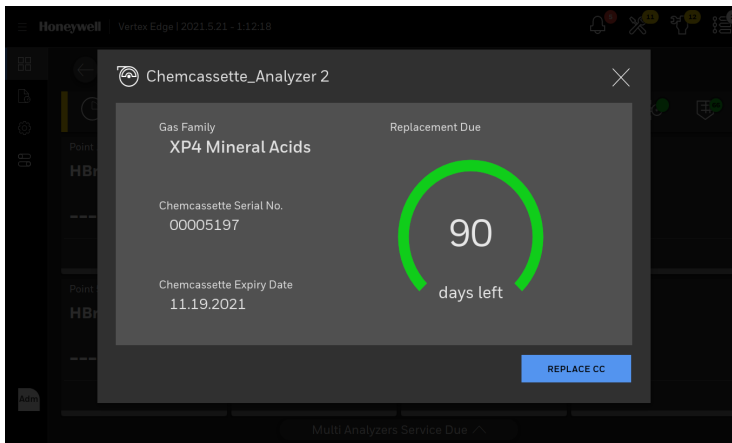 Honeywell Vertex Edge | 2021.5.21 - 1:12:18
11
Chemcassette_Analyzer 2
Gas Family
XP4 Mineral Acids
Replacement Due
Point
HBr
Chemcassette Serial No.
00005197
90
days left
---
Chemcassette Expiry Date
11.19.2021
Point
HBr
---
REPLACE CC
Adm
Multi Analyzers Service Due